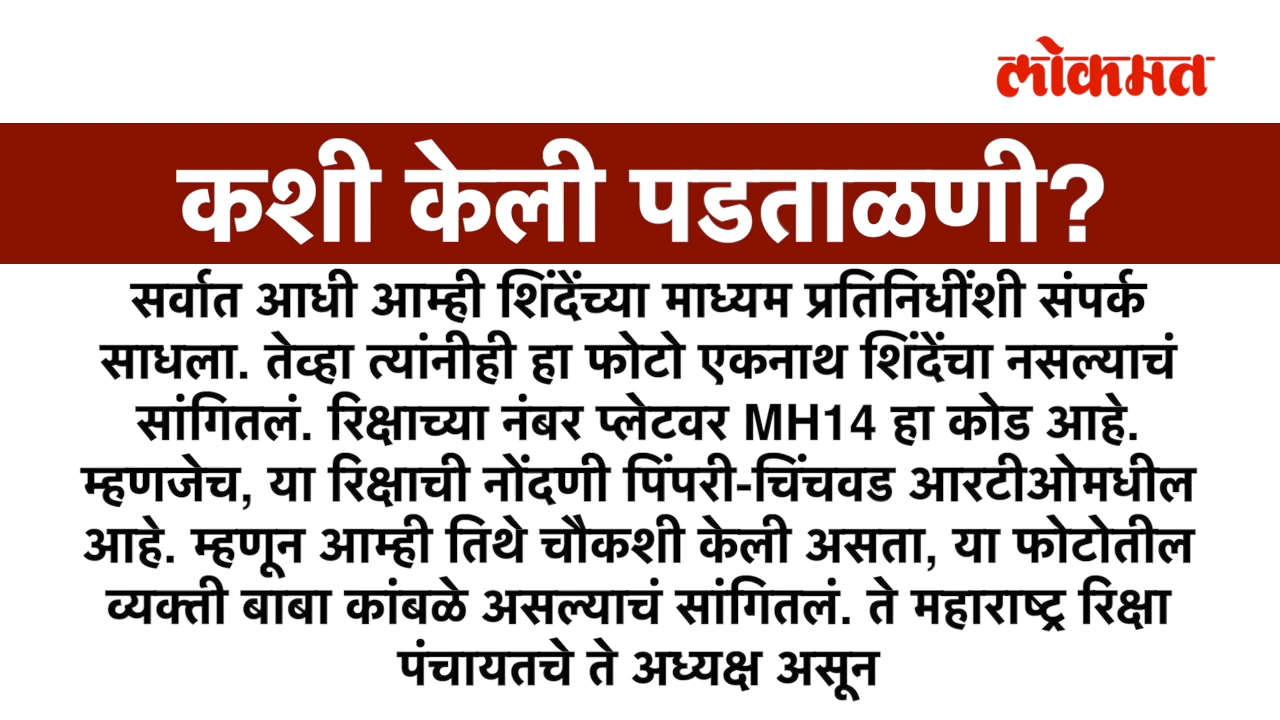 लोकमत
कशी केली पडताळणी?
सर्वात आधी आम्ही शिंदेंच्या माध्यम प्रतिनिधींशी संपर्क
साधला. तेव्हा त्यांनीही हा फोटो एकनाथ शिंदेंचा नसल्याचं
सांगितलं. रिक्षाच्या नंबर प्लेटवर MH14 हा कोड आहे.
म्हणजेच, या रिक्षाची नोंदणी पिंपरी-चिंचवड आरटीओमधील
आहे. म्हणून आम्ही तिथे चौकशी केली असता, या फोटोतील
व्यक्ती बाबा कांबळे असल्याचं सांगितलं. ते महाराष्ट्र रिक्षा
पंचायतचे ते अध्यक्ष असून